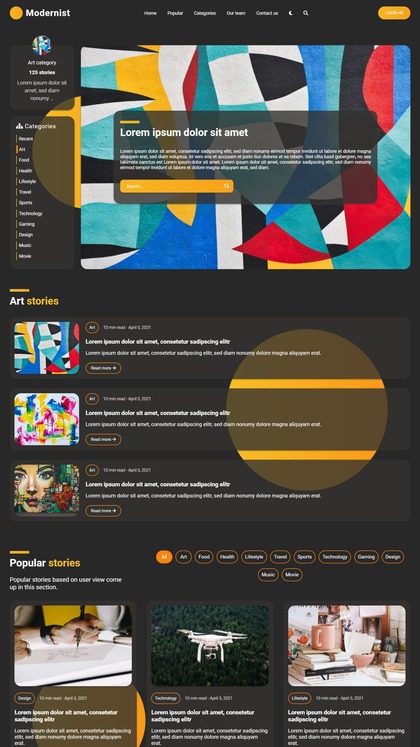 Modernist
Home Popular Categories Our team Contact us
LOGIN
Art category
125 stories
Lorem ipsum dolor sit
amet, consetetur sed diam
nonumy ...
Categories
Recent
Art
Food
Health
Lifestyle
Travel
Sports
Technology
Gaming
Design
Music
Movie
Lorem ipsum dolor sit amet
Lorem ipsum dolor sit amet, consetetur sadipscing elitr, sed diam nonumy eirmod tempor invidunt ut labore et dolore magna
aliquyam erat, sed diam voluptua. At vero eos et accusam et justo duo dolores et ea rebum. Stet clita kasd gubergren, no sea
takimata sanctus est Lorem ipsum dolor sit amet. Lorem ipsum dolor sit amet, consetetur sadipscing elitr, sed diam nonumy
eirmod tempor invidunt ut labore.
Search...
Art stories
Art 10 min read - April 5, 2021
Lorem ipsum dolor sit amet, consetetur sadipscing elitr
Lorem ipsum dolor sit amet, consetetur sadipscing elitr, sed diam nonumy dolore magna aliquyam erat.
Read more
Art 10 min read - April 5, 2021
Lorem ipsum dolor sit amet, consetetur sadipscing elitr
Lorem ipsum dolor sit amet, consetetur sadipscing elitr, sed diam nonumy dolore magna aliquyam erat.
Read more
Art 10 min read - April 5, 2021
Lorem ipsum dolor sit amet, consetetur sadipscing elitr
Lorem ipsum dolor sit amet, consetetur sadipscing elitr, sed diam nonumy dolore magna aliquyam erat.
Read more
Popular stories
Popular stories based on user view come
up in this section.
All Art Food Health Lifestyle Travel Sports Technology Gaming Design
Music Movie
Design 10 min read - April 5, 2021
Lorem ipsum dolor sit amet, consetetur
sadipscing elitr
Lorem ipsum dolor sit amet, consetetur
sadipscing elitr, sed diam nonumy dolore magna aliquyam
erat.
Technology 10 min read - April 5, 2021
Lorem ipsum dolor sit amet, consetetur
sadipscing elitr
Lorem ipsum dolor sit amet, consetetur
sadipscing elitr, sed diam nonumy dolore magna aliquyam
erat.
Lifestyle 10 min read - April 5, 2021
Lorem ipsum dolor sit amet, consetetur
sadipscing elitr
Lorem ipsum dolor sit amet, consetetur
sadipscing elitr, sed diam nonumy dolore magna aliquyam
erat.